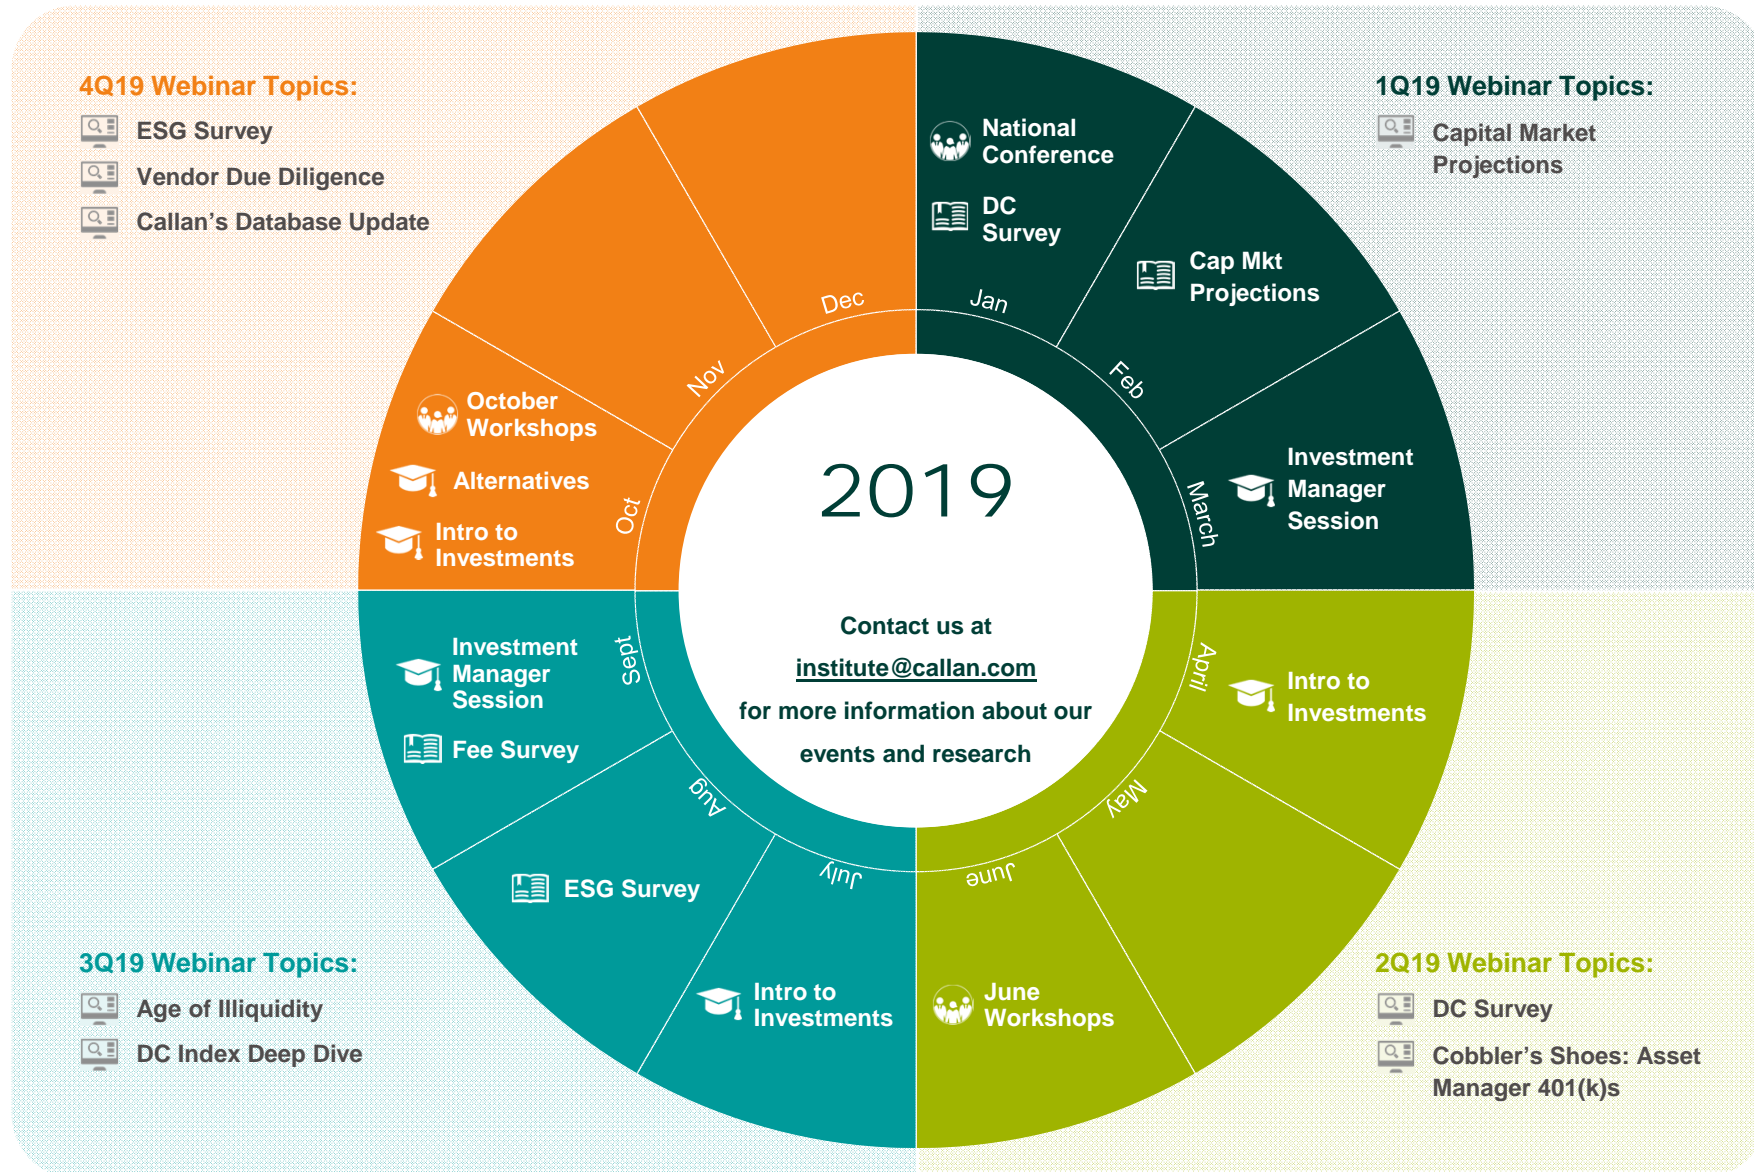 4Q19 Webinar Topics:
ESG Survey
Vendor Due Diligence
Callan’s Database Update
1Q19 Webinar Topics:
Capital Market
Projections
National
Conference
DC
Survey
Jan
Cap Mkt
Projections
Feb
Investment
Manager
Session
March
Intro to
Investments
April
May
June
Workshops
June
Intro to
Investments
July
ESG Survey
Aug
Investment
Manager
Session
Fee Survey
Sept
October
Workshops
Alternatives
Intro to
Investments
Oct
Nov
Dec
2019
Contact us at
institute@callan.com
for more information about our
events and research
3Q19 Webinar Topics:
Age of Illiquidity
DC Index Deep Dive
2Q19 Webinar Topics:
DC Survey
Cobbler’s Shoes: Asset
Manager 401(k)s